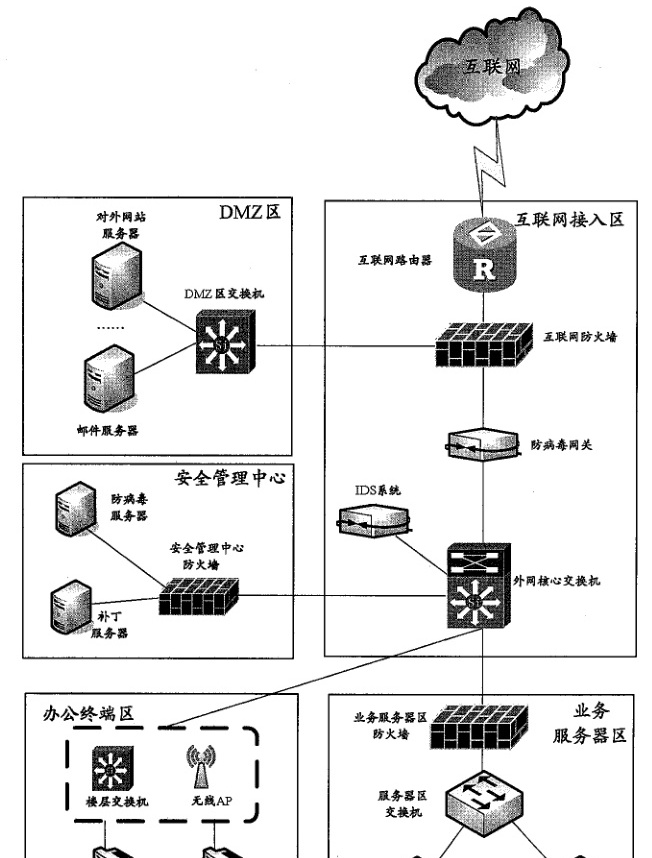 互联网
DMZ区
对外网站
服务器
DMZ区交换机
......
邮件服务器
互联网接入区
互联网路由器
R
互联网防火墙
防病毒网关
IDS系统
外网核心交换机
安全管理中心
防病毒
服务器
安全管理中心
防火墙
补丁
服务器
办公终端区
楼层交换机
无线AP
业务
服务器区
业务服务器区
防火墙
服务器区
交换机